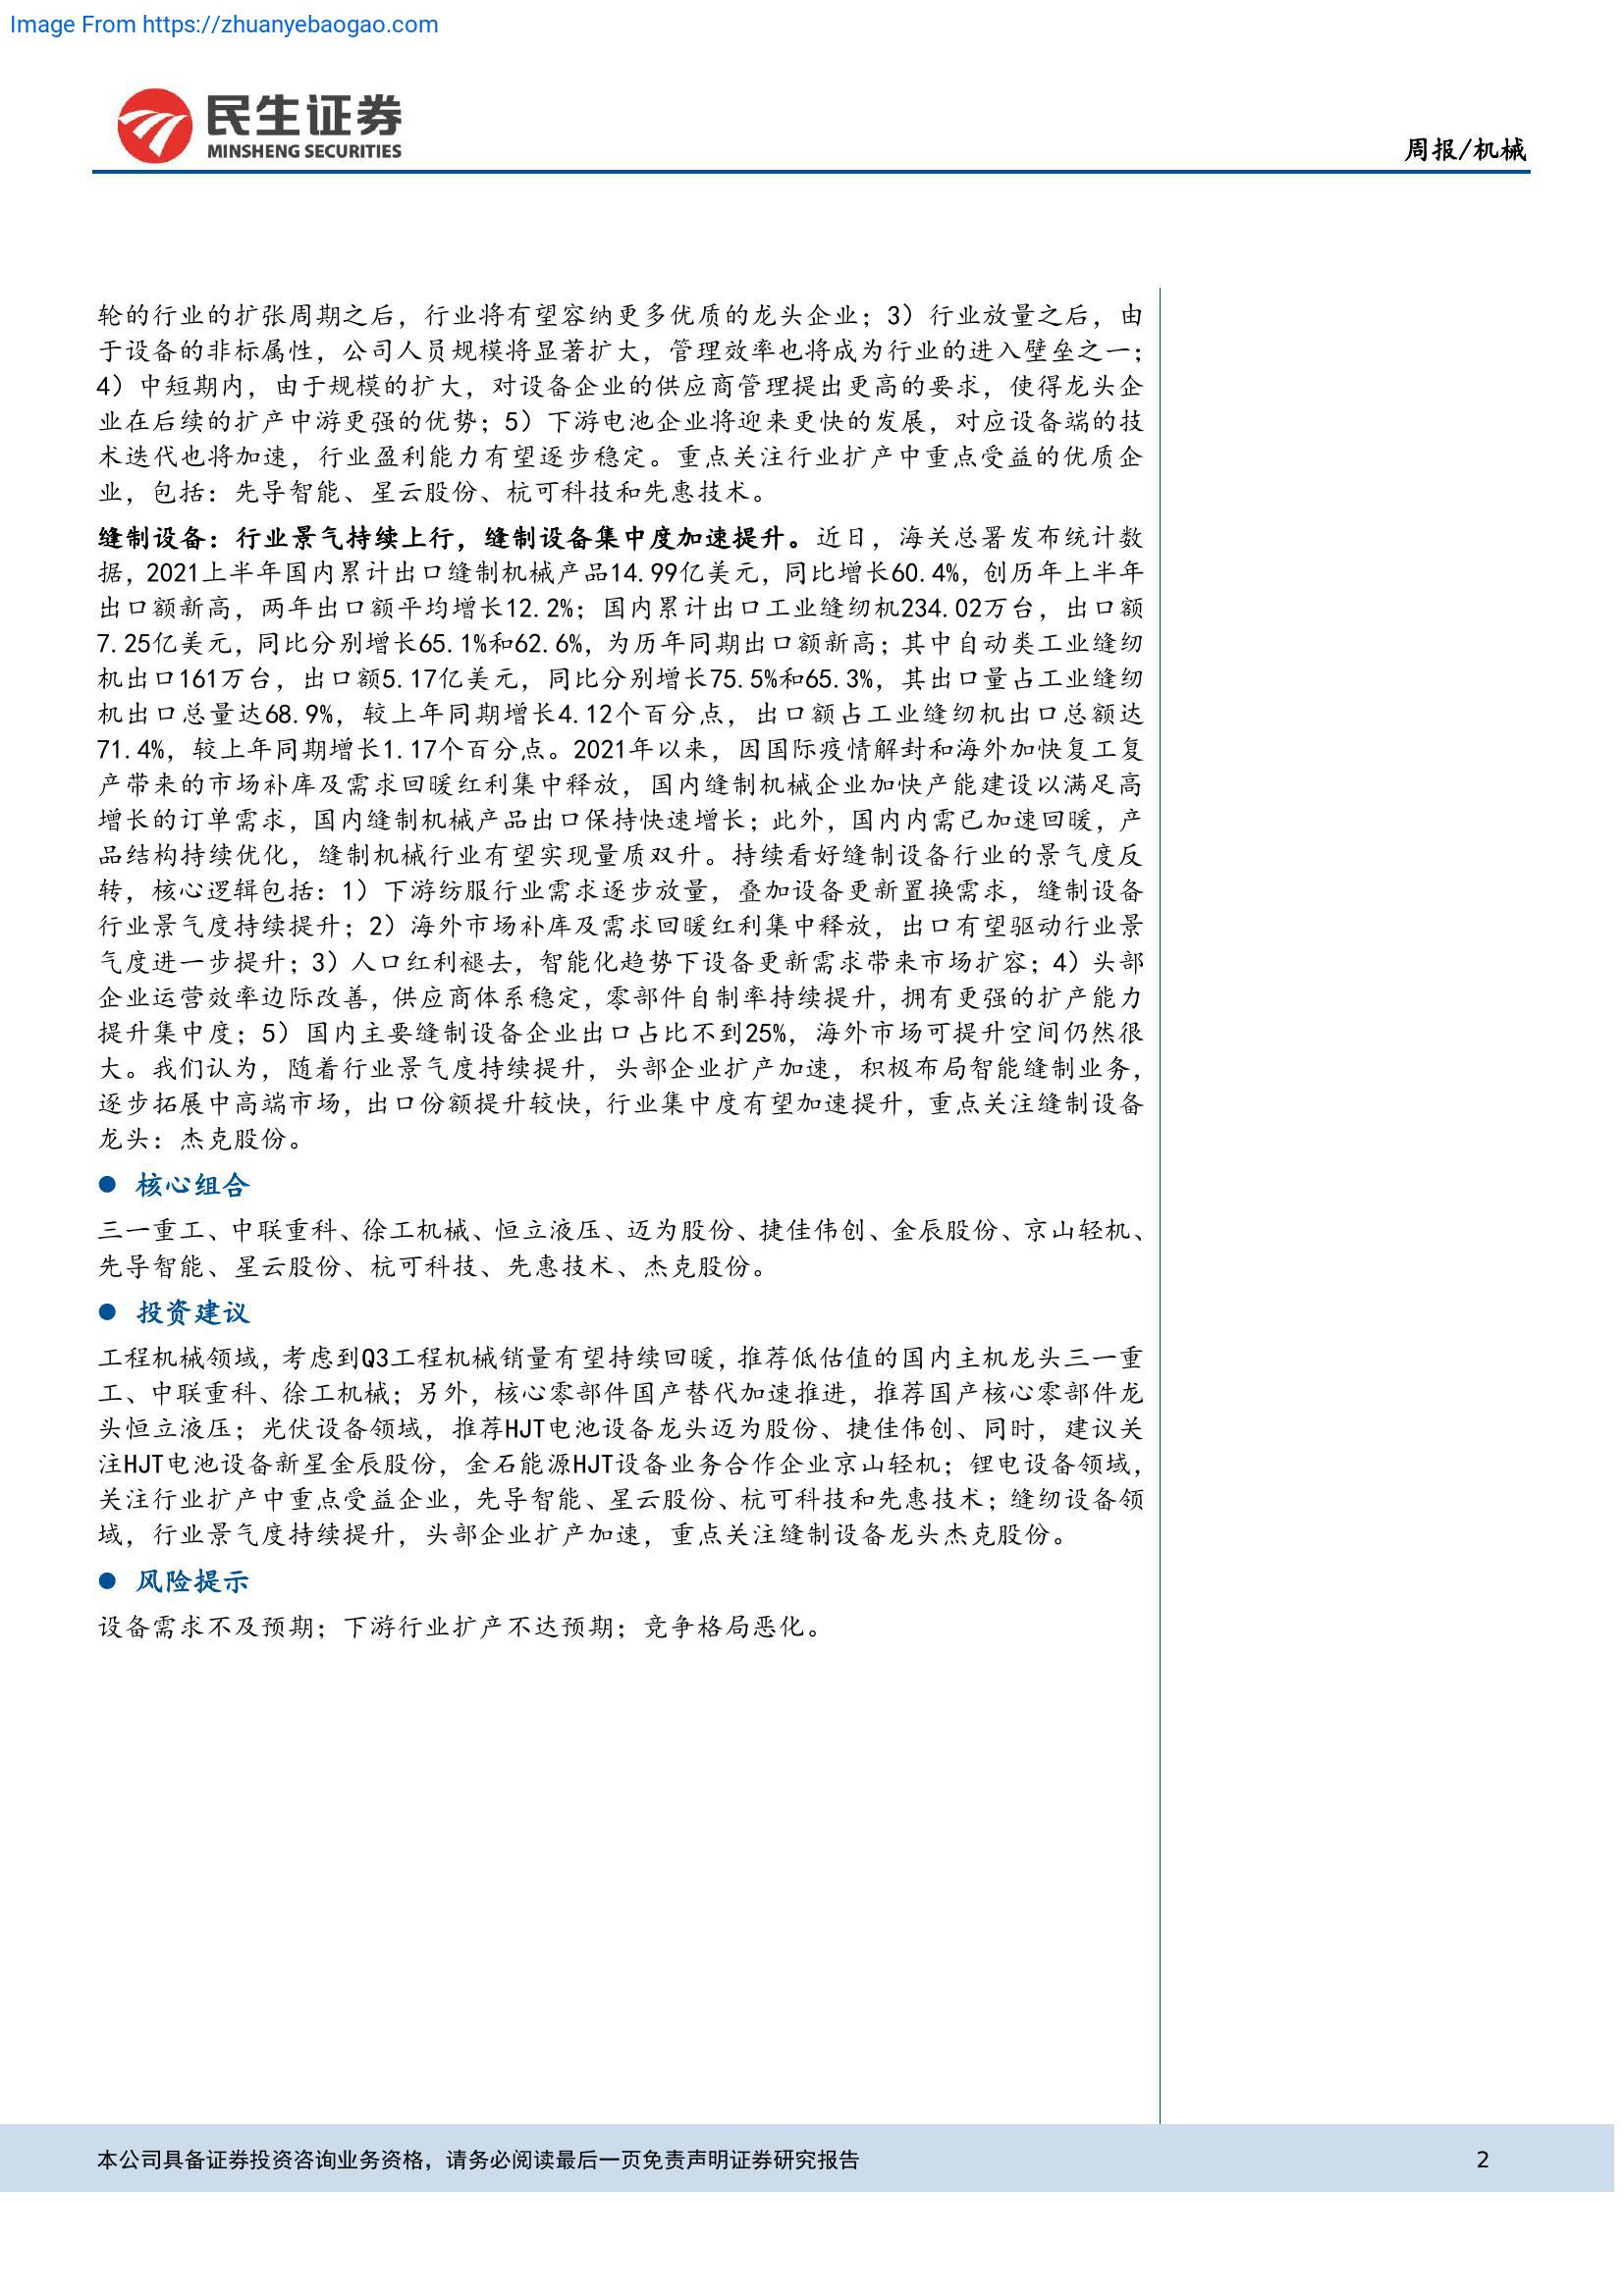 Image From https://zhuanyebaogao.com
民生证券
MINSHENG SECURITIES
周报/机械
轮的行业的扩张周期之后，行业将有望容纳更多优质的龙头企业；3）行业放量之后，由
于设备的非标属性，公司人员规模将显著扩大，管理效率也将成为行业的进入壁垒之一；
4）中短期内，由于规模的扩大，对设备企业的供应商管理提出更高的要求，使得龙头企
业在后续的扩产中游更强的优势；5）下游电池企业将迎来更快的发展，对应设备端的技
术迭代也将加速，行业盈利能力有望逐步稳定。重点关注行业扩产中重点受益的优质企
业，包括：先导智能、星云股份、杭可科技和先惠技术。
缝制设备：行业景气持续上行，缝制设备集中度加速提升。近日，海关总署发布统计数
据，2021上半年国内累计出口缝制机械产品14.99亿美元，同比增长60.4%，创历年上半年
出口额新高，两年出口额平均增长12.2%；国内累计出口工业缝纫机234.02万台，出口额
7.25亿美元，同比分别增长65.1%和62.6%，为历年同期出口额新高；其中自动类工业缝纫
机出口161万台，出口额5.17亿美元，同比分别增长75.5%和65.3%，其出口量占工业缝纫
机出口总量达68.9%，较上年同期增长4.12个百分点，出口额占工业缝纫机出口总额达
71.4%，较上年同期增长1.17个百分点。2021年以来，因国际疫情解封和海外加快复工复
产带来的市场补库及需求回暖红利集中释放，国内缝制机械企业加快产能建设以满足高
增长的订单需求，国内缝制机械产品出口保持快速增长；此外，国内内需已加速回暖，产
品结构持续优化，缝制机械行业有望实现量质双升。持续看好缝制设备行业的景气度反
转，核心逻辑包括：1）下游纺服行业需求逐步放量，叠加设备更新置换需求，缝制设备
行业景气度持续提升；2）海外市场补库及需求回暖红利集中释放，出口有望驱动行业景
气度进一步提升；3）人口红利褪去，智能化趋势下设备更新需求带来市场扩容；4）头部
企业运营效率边际改善，供应商体系稳定，零部件自制率持续提升，拥有更强的扩产能力
提升集中度；5）国内主要缝制设备企业出口占比不到25%，海外市场可提升空间仍然很
大。我们认为，随着行业景气度持续提升，头部企业扩产加速，积极布局智能缝制业务，
逐步拓展中高端市场，出口份额提升较快，行业集中度有望加速提升，重点关注缝制设备
龙头：杰克股份。
● 核心组合
三一重工、中联重科、徐工机械、恒立液压、迈为股份、捷佳伟创、金辰股份、京山轻机、
先导智能、星云股份、杭可科技、先惠技术、杰克股份。
● 投资建议
工程机械领域，考虑到Q3工程机械销量有望持续回暖，推荐低估值的国内主机龙头三一重
工、中联重科、徐工机械；另外，核心零部件国产替代加速推进，推荐国产核心零部件龙
头恒立液压；光伏设备领域，推荐HJT电池设备龙头迈为股份、捷佳伟创、同时，建议关
注HJT电池设备新星金辰股份，金石能源HJT设备业务合作企业京山轻机；锂电设备领域，
关注行业扩产中重点受益企业，先导智能、星云股份、杭可科技和先惠技术；缝纫设备领
域，行业景气度持续提升，头部企业扩产加速，重点关注缝制设备龙头杰克股份。
● 风险提示
设备需求不及预期；下游行业扩产不达预期；竞争格局恶化。
本公司具备证券投资咨询业务资格，请务必阅读最后一页免责声明证券研究报告
2